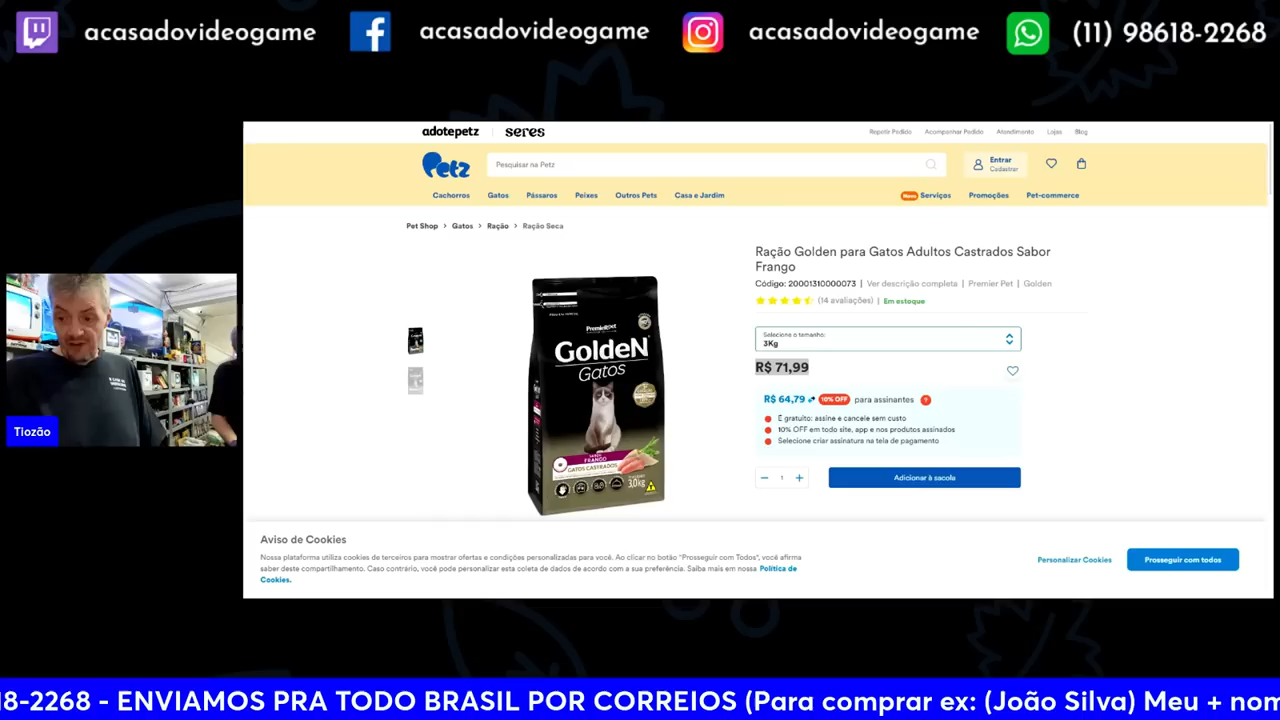 acasadovideogame acasadovideogame acasadovideogame (11) 98618-2268
adotepetz seres Repetir Pedido Acompanhar Pedido Atendimento Lojas Blog
Petz Pesquisar na Petz Entrar
Cadastrar
Cachorros Gatos Pássaros Peixes Outros Pets Casa e Jardim Novo Serviços Promoções Pet-commerce
Pet Shop > Gatos > Ração > Ração Seca
Ração Golden para Gatos Adultos Castrados Sabor
Frango
Código: 20001310000073 | Ver descrição completa | Premier Pet | Golden
(14 avaliações) | Em estoque
Selecione o tamanho:
3Kg
R$ 71,99
R$ 64,79 10% OFF para assinantes ?
É gratuito: assine e cancele sem custo
10% OFF em todo site, app e nos produtos assinados
Selecione criar assinatura na tela de pagamento
− 1 + Adicionar à sacola
PremieRpet
GoldeN
Gatos
FRANGO
GATOS CASTRADOS
3,0kg
Tiozão
Aviso de Cookies
Nossa plataforma utiliza cookies de terceiros para mostrar ofertas e condições personalizadas para você. Ao clicar no botão "Prosseguir com Todos", você afirma
saber deste compartilhamento. Caso contrário, você pode personalizar esta coleta de dados de acordo com a sua preferência. Saiba mais em nossa Política de
Cookies.
Personalizar Cookies Prosseguir com todos
18-2268 - ENVIAMOS PRA TODO BRASIL POR CORREIOS (Para comprar ex: (João Silva) Meu + non